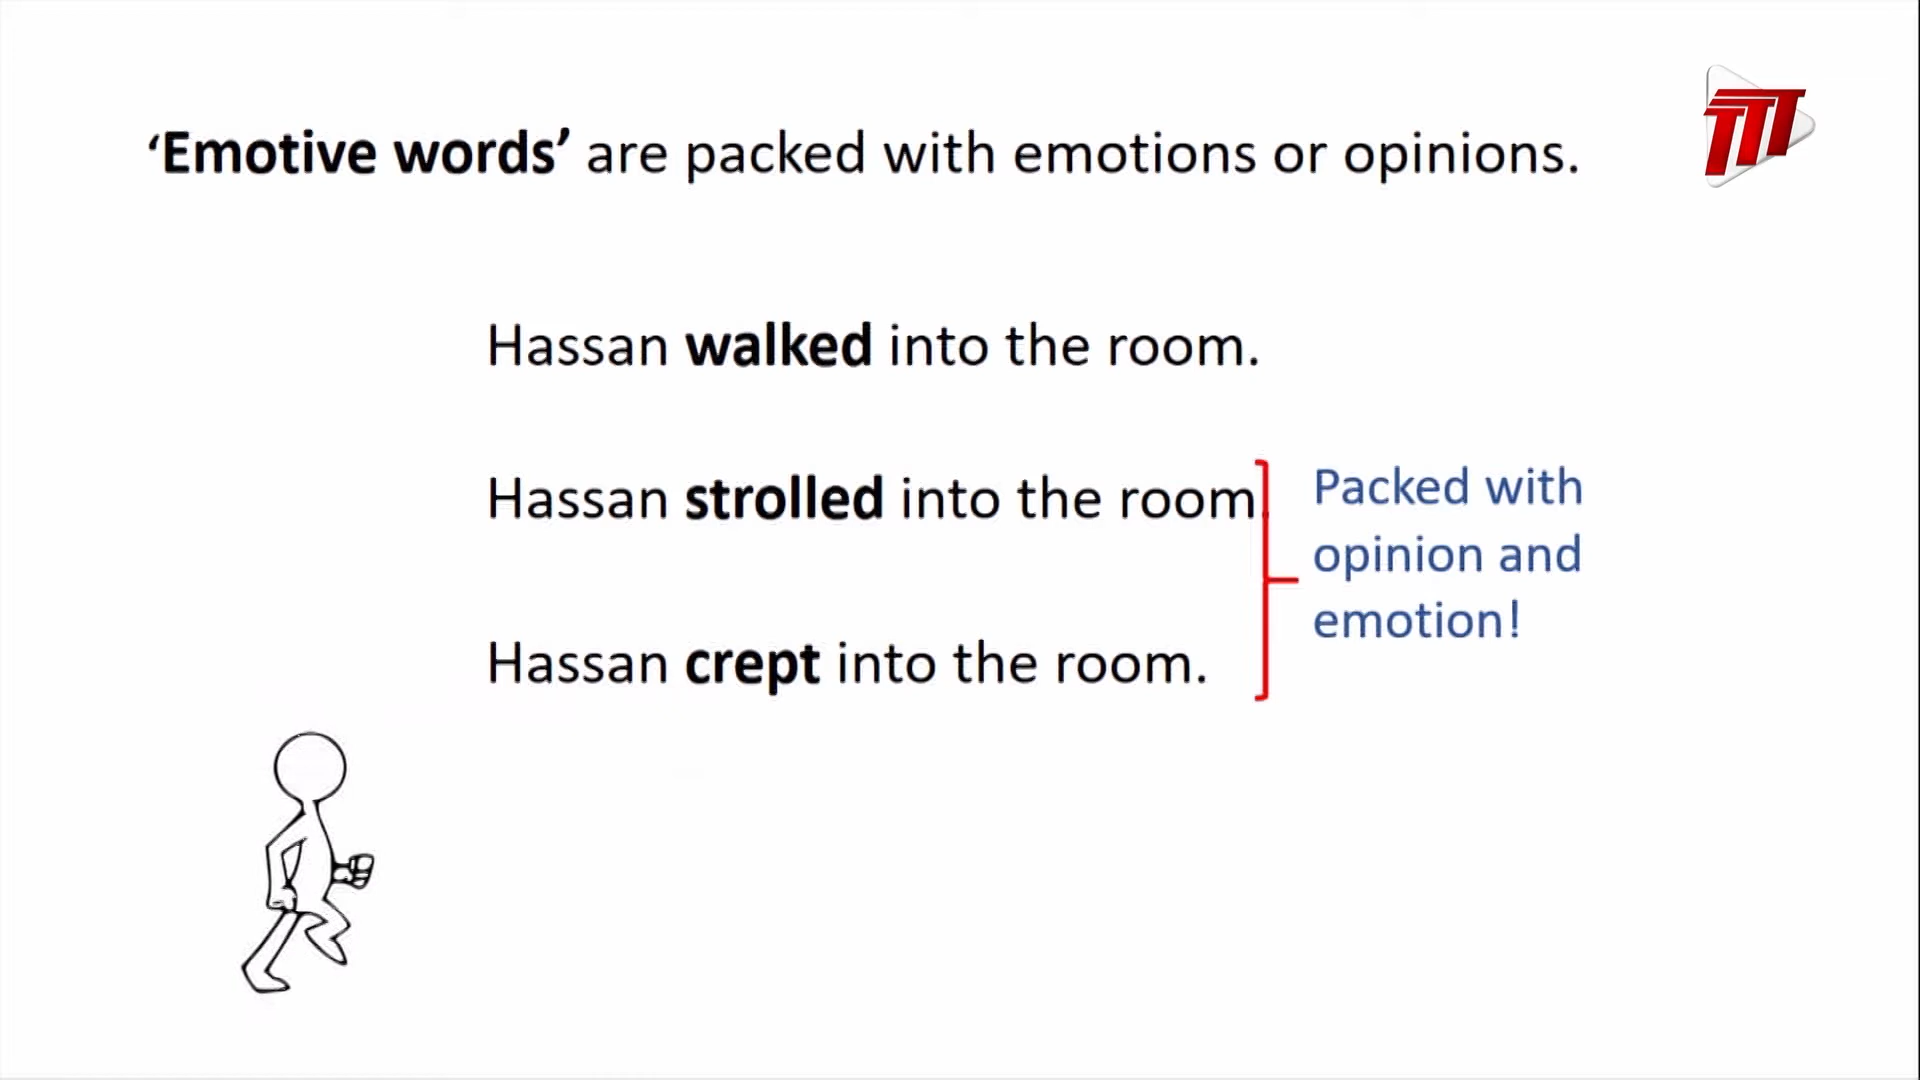 ‘Emotive words’ are packed with emotions or opinions.
TTT
Hassan walked into the room.
Hassan strolled into the room.
Hassan crept into the room.
Packed with
opinion and
emotion!